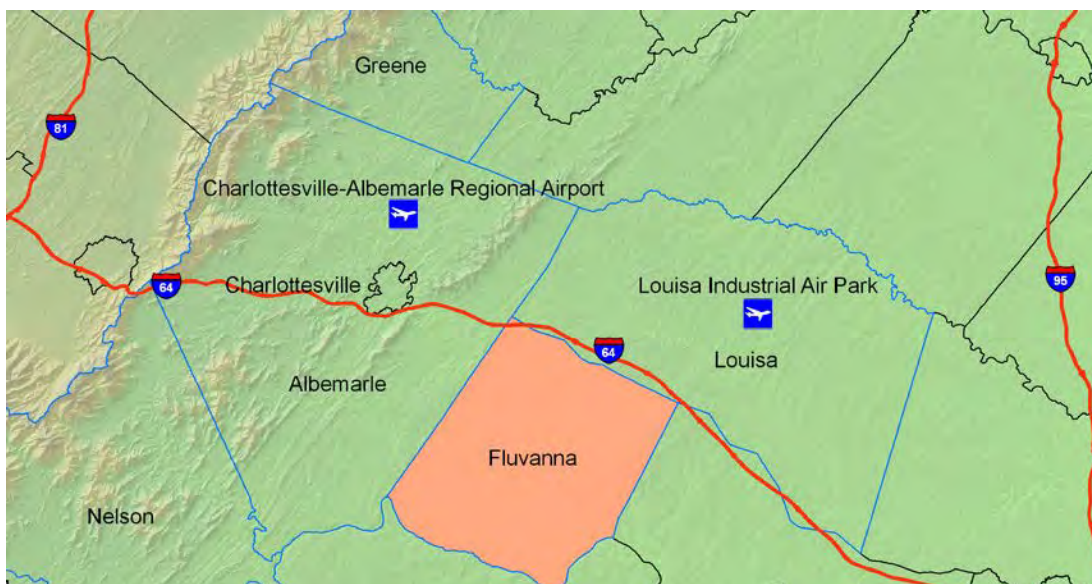 Greene
81
Charlottesville-Albemarle Regional Airport
64
Charlottesville
Louisa Industrial Air Park
95
64
Louisa
Albemarle
Fluvanna
Nelson